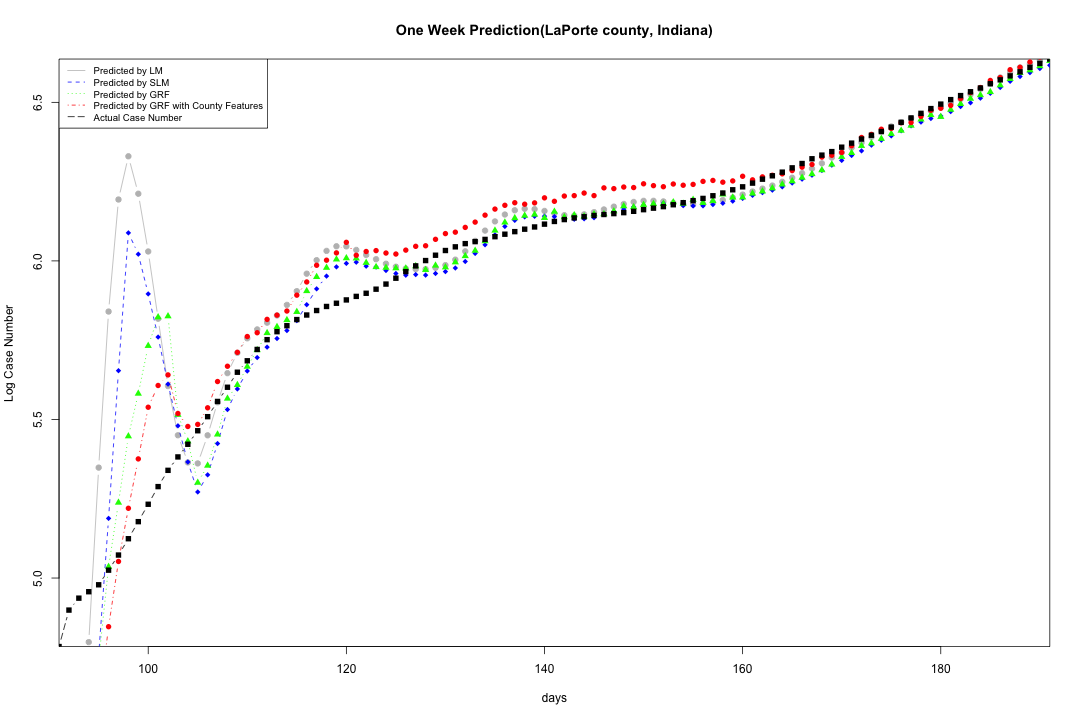 One Week Prediction(LaPorte county, Indiana)
Predicted by LM
Predicted by SLM
Predicted by GRF
Predicted by GRF with County Features
Actual Case Number
6.5
6.0
5.5
5.0
Log Case Number
100 120 140 160 180
days